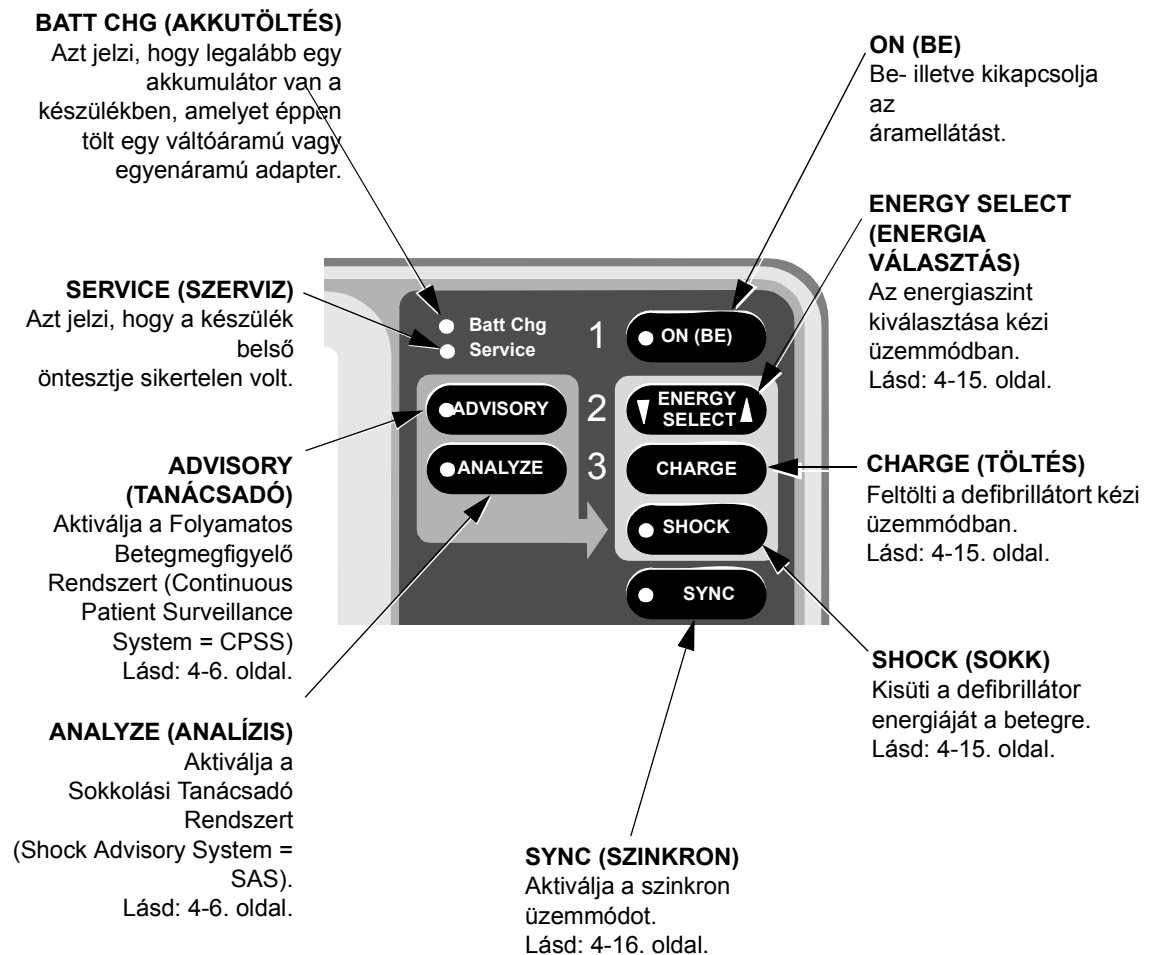 BATT CHG (AKKUTÖLTÉS)
Azt jelzi, hogy legalább egy
akkumulátor van a
készülékben, amelyet éppen
tölt egy váltóáramú vagy
egyenáramú adapter.
SERVICE (SZERVIZ)
Azt jelzi, hogy a készülék
belső
öntesztje sikertelen volt.
ADVISORY
(TANÁCSADÓ)
Aktiválja a Folyamatos
Betegmegfigyelő
Rendszert (Continuous
Patient Surveillance
System = CPSS)
Lásd: 4-6. oldal.
ANALYZE (ANALÍZIS)
Aktiválja a
Sokkolási Tanácsadó
Rendszert
(Shock Advisory System =
SAS).
Lásd: 4-6. oldal.
Batt Chg
Service
1
ON (BE)
ADVISORY
2
ENERGY
SELECT
ANALYZE
3
CHARGE
SHOCK
SYNC
ON (BE)
Be- illetve kikapcsolja
az
áramellátást.
ENERGY SELECT
(ENERGIA
VÁLASZTÁS)
Az energiaszint
kiválasztása kézi
üzemmódban.
Lásd: 4-15. oldal.
CHARGE (TÖLTÉS)
Feltölti a defibrillátort kézi
üzemmódban.
Lásd: 4-15. oldal.
SHOCK (SOKK)
Kisüti a defibrillátor
energiáját a betegre.
Lásd: 4-15. oldal.
SYNC (SZINKRON)
Aktiválja a szinkron
üzemmódot.
Lásd: 4-16. oldal.